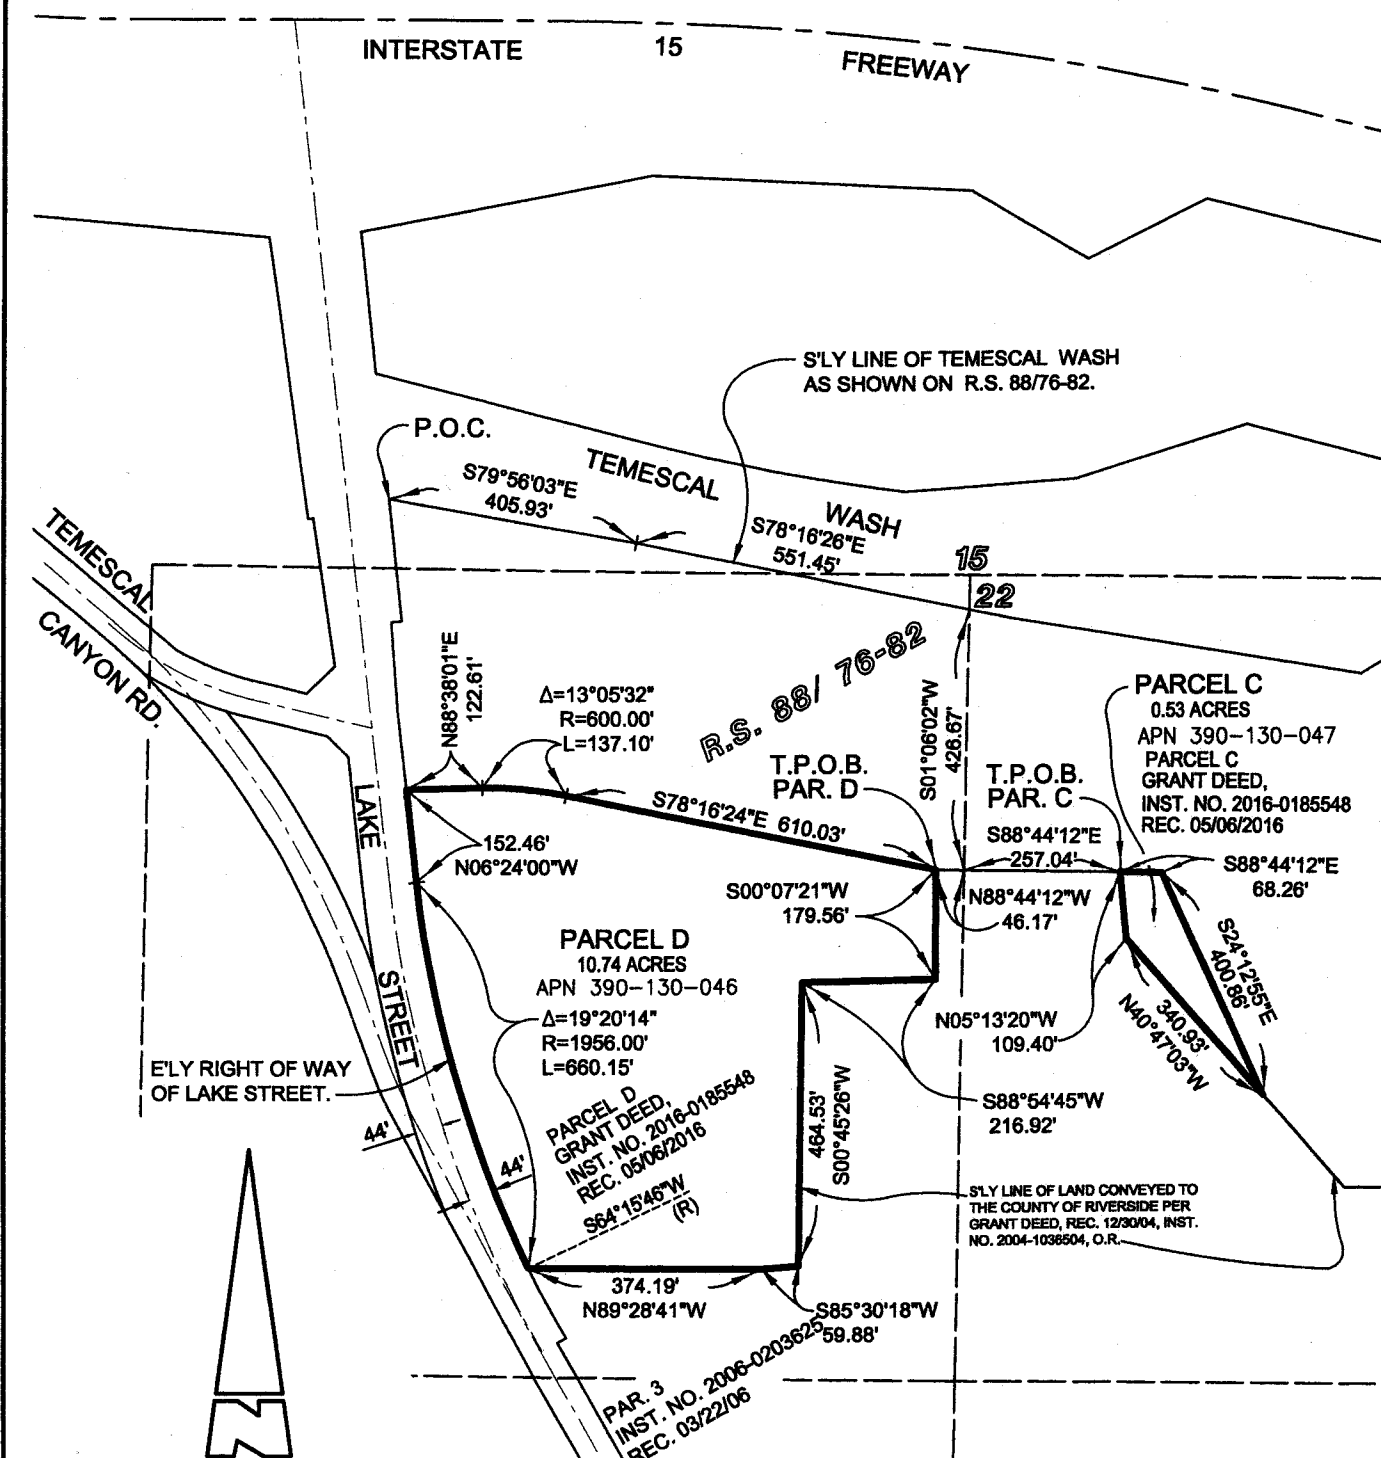 INTERSTATE 15 FREEWAY
S'LY LINE OF TEMESCAL WASH
AS SHOWN ON R.S. 88/76-82.
P.O.C.
S79°56'03"E
405.93'
TEMESCAL WASH
S78°16'26"E
551.45'
15
22
TEMESCAL
CANYON RD.
N88°38'01"E
122.61'
Δ=13°05'32"
R=600.00'
L=137.10'
R.S. 88/ 76-82
S01°06'02"W
426.67'
PARCEL C
0.53 ACRES
APN 390-130-047
PARCEL C
GRANT DEED,
INST. NO. 2016-0185548
REC. 05/06/2016
T.P.O.B.
PAR. D
T.P.O.B.
PAR. C
S78°16'24"E 610.03'
S88°44'12"E
257.04'
S88°44'12"E
68.26'
LAKE
STREET
152.46'
N06°24'00"W
S00°07'21"W
179.56'
N88°44'12"W
46.17'
S24°12'55"E
400.86'
PARCEL D
10.74 ACRES
APN 390-130-046
Δ=19°20'14"
R=1956.00'
L=660.15'
N05°13'20"W
109.40'
340.93'
N40°47'03"W
E'LY RIGHT OF WAY
OF LAKE STREET.
PARCEL D
GRANT DEED,
INST. NO. 2016-0185548
REC. 05/06/2016
464.53'
S00°45'26"W
S88°54'45"W
216.92'
44'
44'
S64°15'46"W
(R)
S'LY LINE OF LAND CONVEYED TO
THE COUNTY OF RIVERSIDE PER
GRANT DEED, REC. 12/30/04, INST.
NO. 2004-1036504, O.R.
374.19'
N89°28'41"W
S85°30'18"W
59.88'
PAR. 3
INST. NO. 2006-0203625
REC. 03/22/06
N